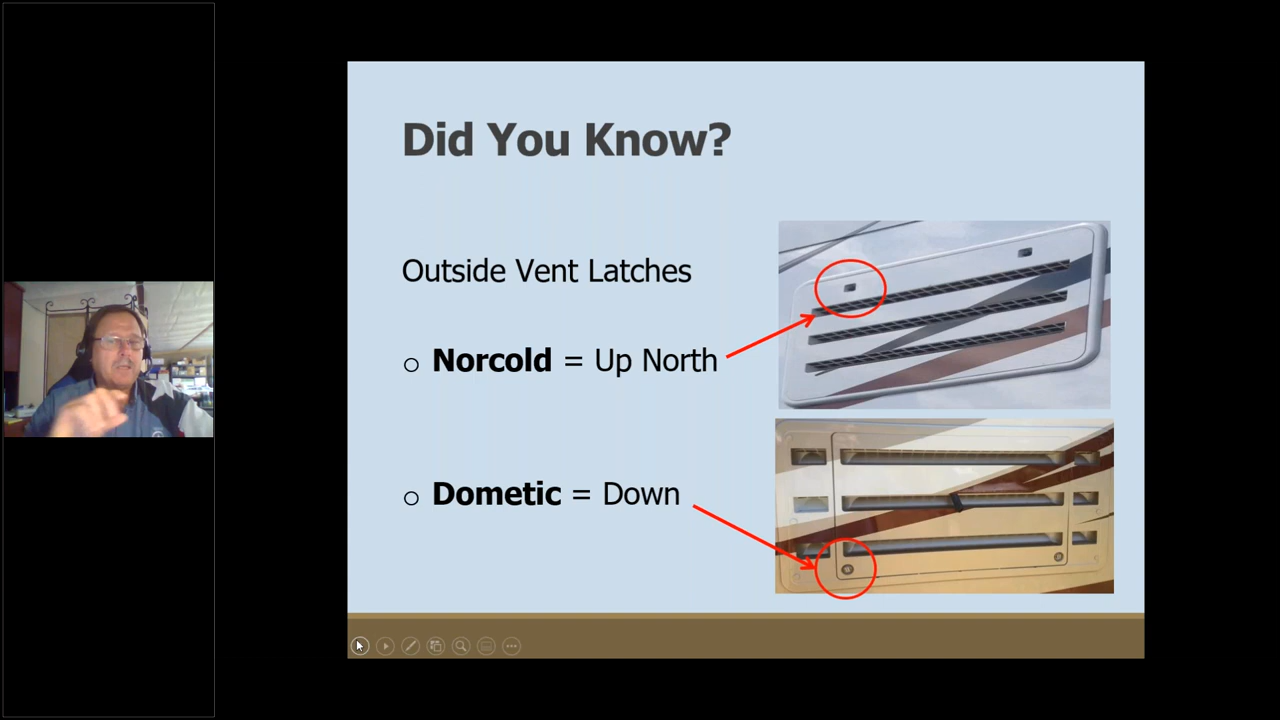 Did You Know?
Outside Vent Latches
○ Norcold = Up North
○ Dometic = Down